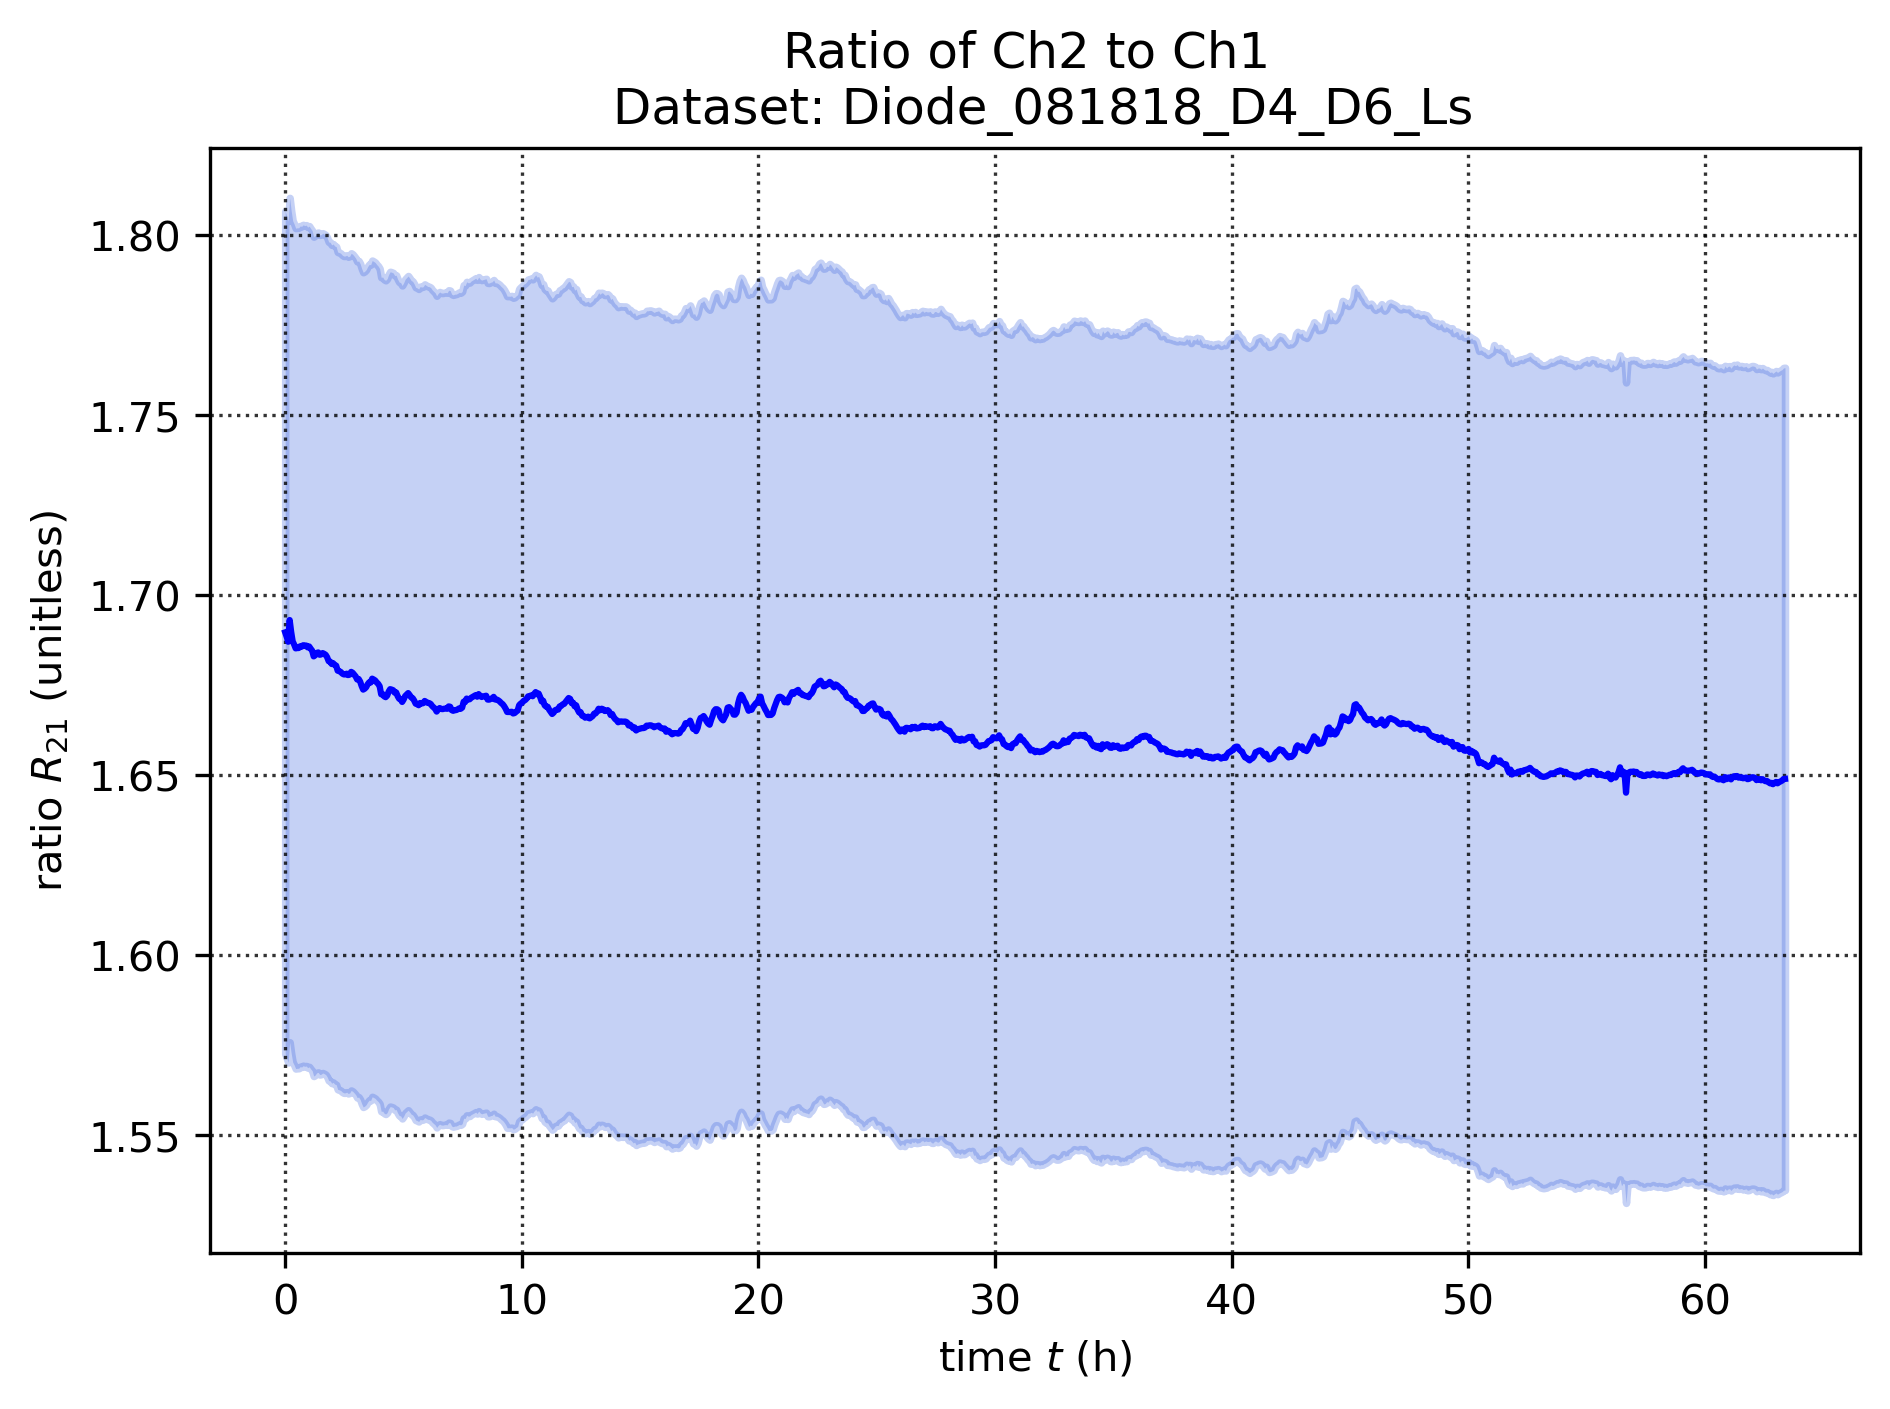 Ratio of Ch2 to Ch1
Dataset: Diode_081818_D4_D6_Ls
ratio R₂₁ (unitless)
1.80
1.75
1.70
1.65
1.60
1.55
0 10 20 30 40 50 60
time t (h)